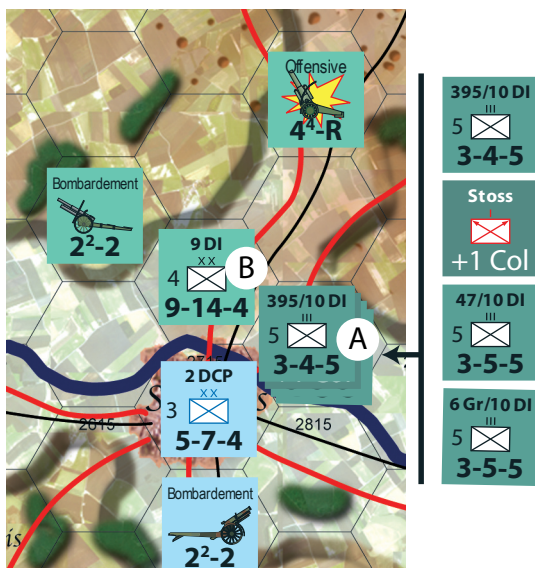 Offensive
4⁴-R
Bombardement
2²-2
9 DI
XX
4
9-14-4
B
395/10 DI
III
5
3-4-5
A
2 DCP
XX
3
5-7-4
2615
2815
Bombardement
2²-2
is
395/10 DI
III
5
3-4-5
Stoss
I
+1 Col
47/10 DI
III
5
3-5-5
6 Gr/10 DI
III
5
3-5-5